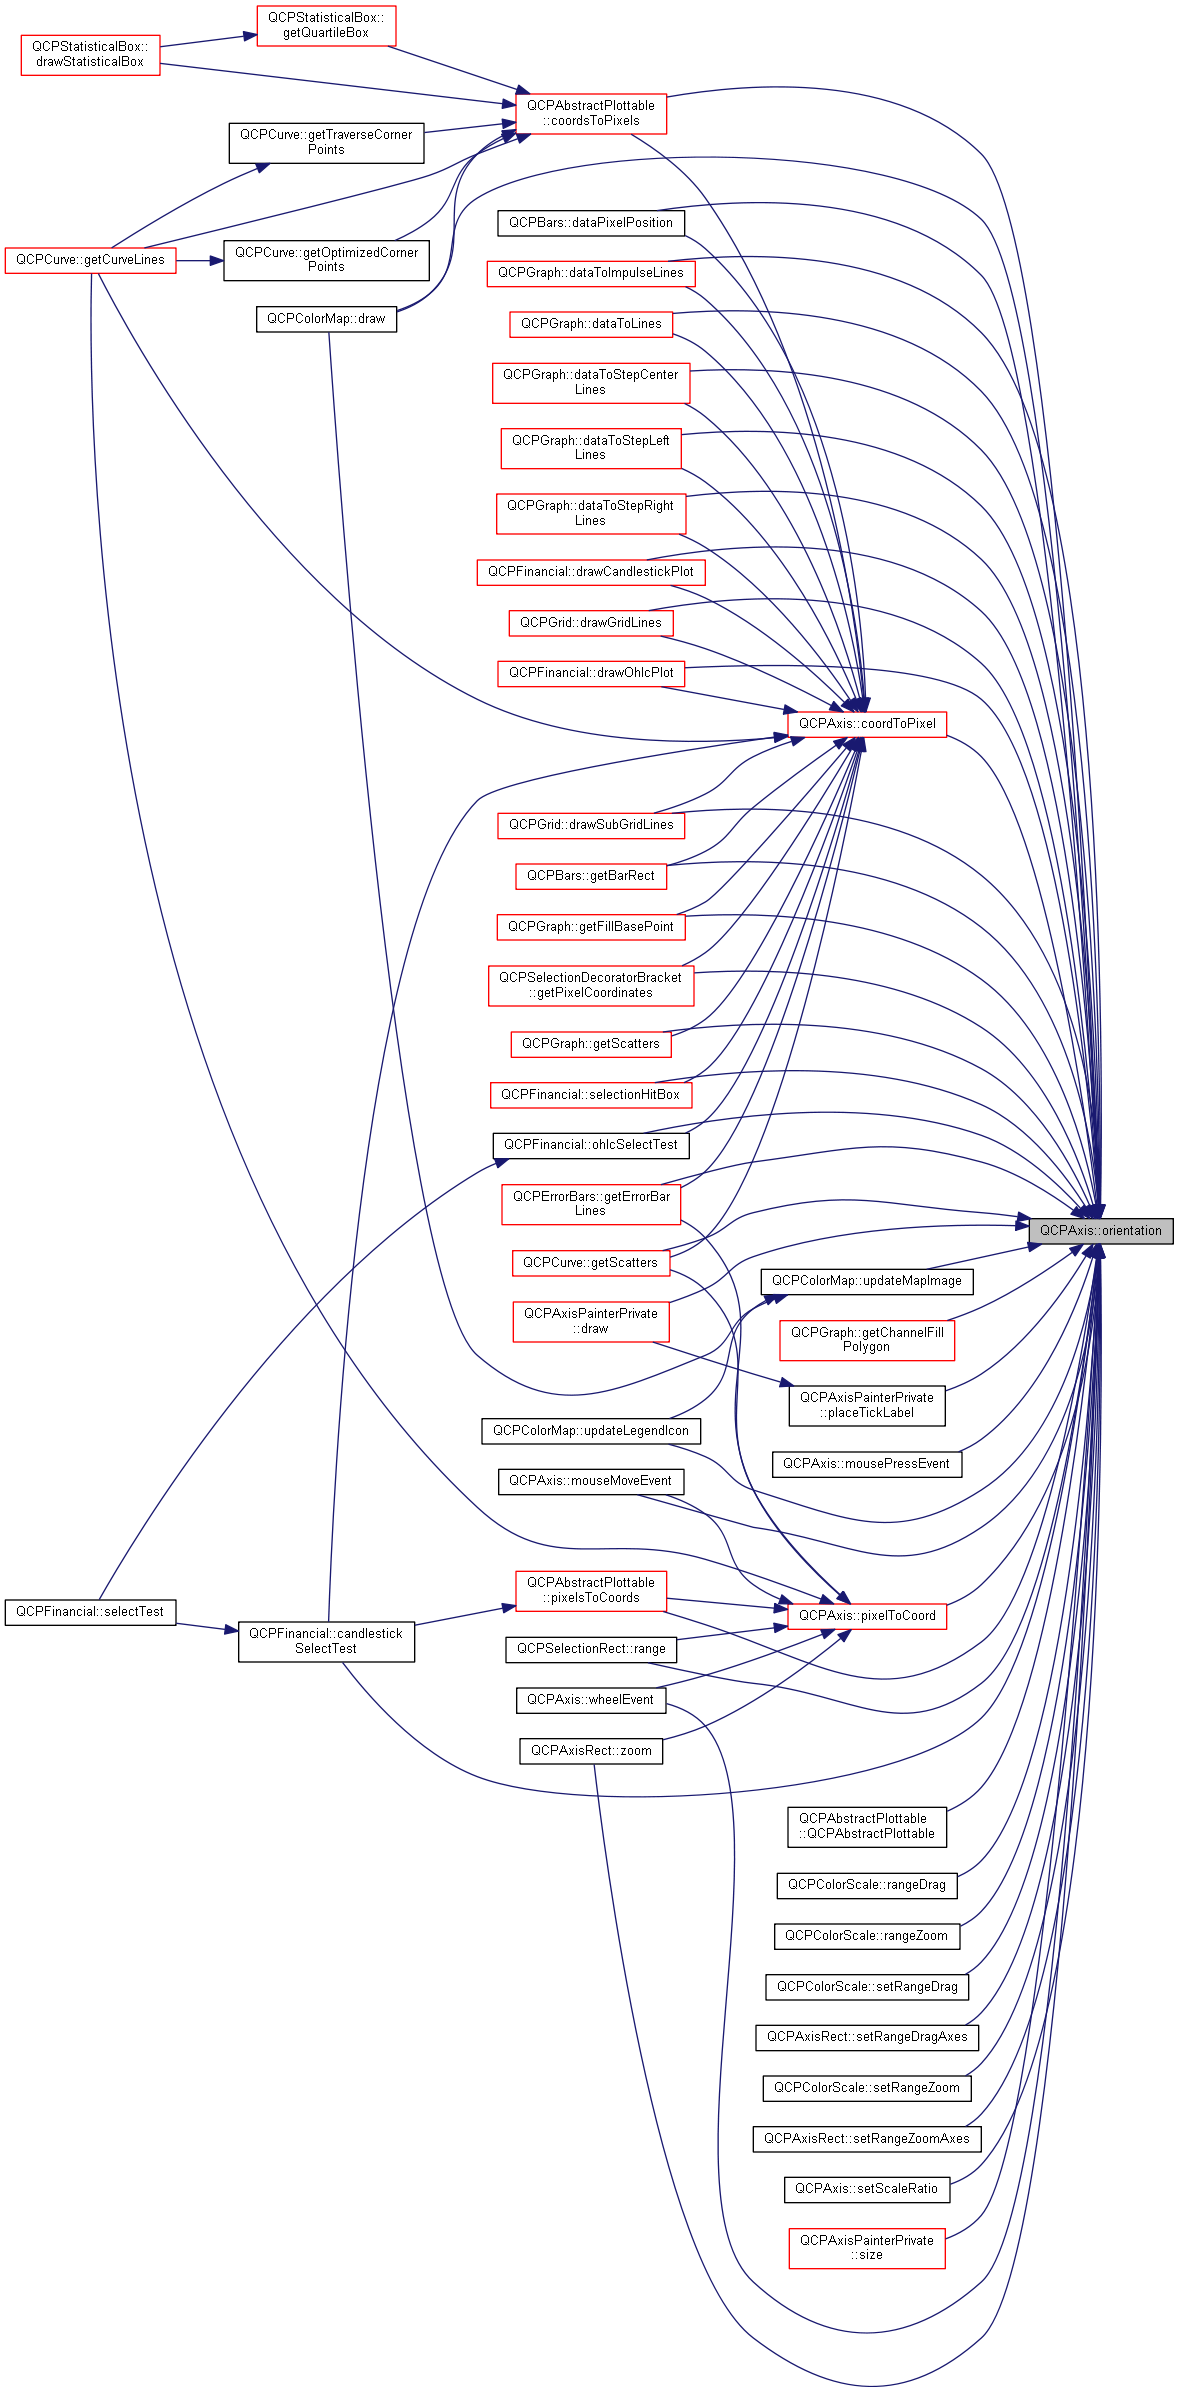 QCPStatisticalBox::
getQuartileBox
QCPStatisticalBox::
drawStatisticalBox
QCPAbstractPlottable
::coordsToPixels
QCPCurve::getTraverseCorner
Points
QCPBars::dataPixelPosition
QCPCurve::getCurveLines
QCPCurve::getOptimizedCorner
Points
QCPGraph::dataToImpulseLines
QCPColorMap::draw
QCPGraph::dataToLines
QCPGraph::dataToStepCenter
Lines
QCPGraph::dataToStepLeft
Lines
QCPGraph::dataToStepRight
Lines
QCPFinancial::drawCandlestickPlot
QCPGrid::drawGridLines
QCPFinancial::drawOhlcPlot
QCPAxis::coordToPixel
QCPGrid::drawSubGridLines
QCPBars::getBarRect
QCPGraph::getFillBasePoint
QCPSelectionDecoratorBracket
::getPixelCoordinates
QCPGraph::getScatters
QCPFinancial::selectionHitBox
QCPFinancial::ohlcSelectTest
QCPErrorBars::getErrorBar
Lines
QCPAxis::orientation
QCPCurve::getScatters
QCPColorMap::updateMapImage
QCPAxisPainterPrivate
::draw
QCPGraph::getChannelFill
Polygon
QCPAxisPainterPrivate
::placeTickLabel
QCPColorMap::updateLegendIcon
QCPAxis::mousePressEvent
QCPAxis::mouseMoveEvent
QCPAbstractPlottable
::pixelsToCoords
QCPAxis::pixelToCoord
QCPFinancial::selectTest
QCPFinancial::candlestick
SelectTest
QCPSelectionRect::range
QCPAxis::wheelEvent
QCPAxisRect::zoom
QCPAbstractPlottable
::QCPAbstractPlottable
QCPColorScale::rangeDrag
QCPColorScale::rangeZoom
QCPColorScale::setRangeDrag
QCPAxisRect::setRangeDragAxes
QCPColorScale::setRangeZoom
QCPAxisRect::setRangeZoomAxes
QCPAxis::setScaleRatio
QCPAxisPainterPrivate
::size